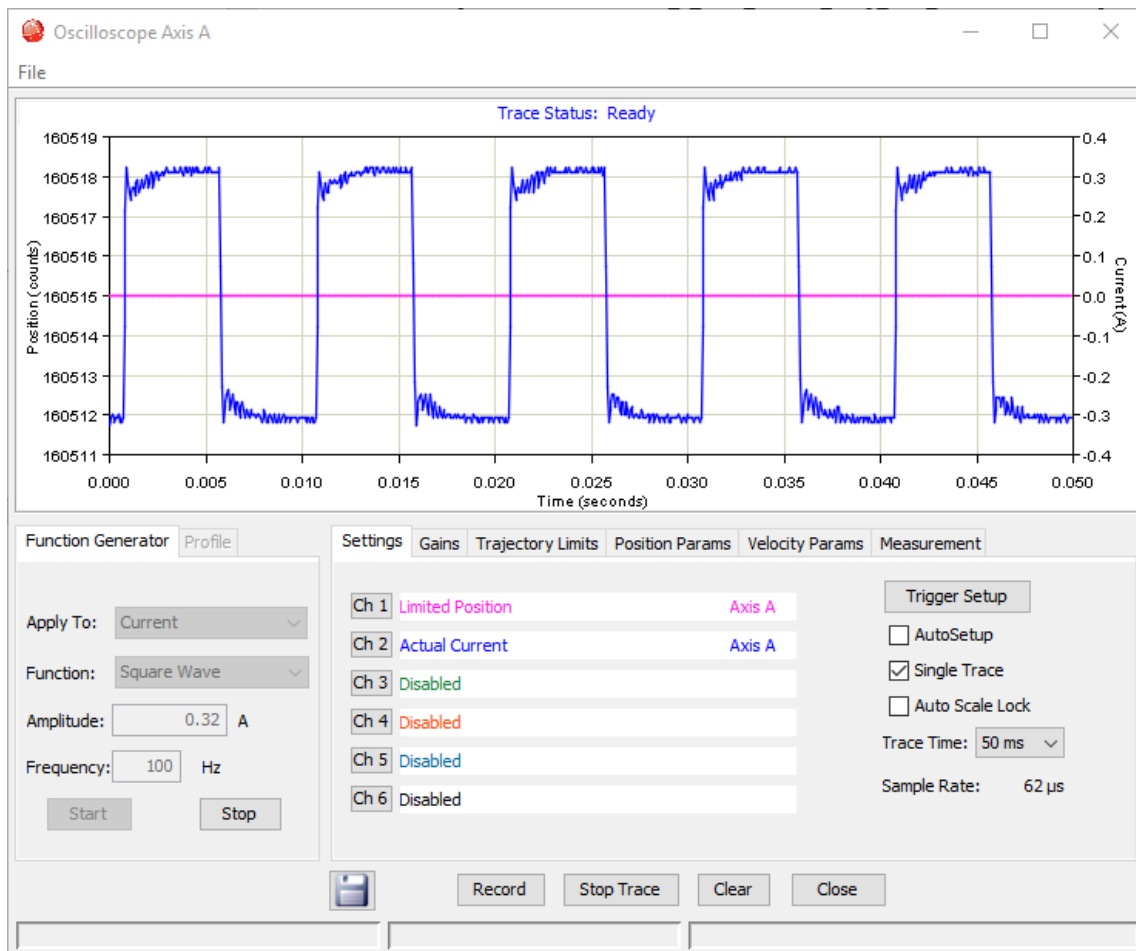 Oscilloscope Axis A
File
Trace Status: Ready
160519
160518
160517
160516
160515
160514
160513
160512
160511
Position (counts)
0.4
0.3
0.2
0.1
0.0
-0.1
-0.2
-0.3
-0.4
Current(A)
0.000 0.005 0.010 0.015 0.020 0.025 0.030 0.035 0.040 0.045 0.050
Time (seconds)
Function Generator Profile
Apply To: Current
Function: Square Wave
Amplitude: 0.32 A
Frequency: 100 Hz
Start Stop
Settings Gains Trajectory Limits Position Params Velocity Params Measurement
Ch 1 Limited Position Axis A
Ch 2 Actual Current Axis A
Ch 3 Disabled
Ch 4 Disabled
Ch 5 Disabled
Ch 6 Disabled
Trigger Setup
AutoSetup
Single Trace
Auto Scale Lock
Trace Time: 50 ms
Sample Rate: 62 µs
Record Stop Trace Clear Close